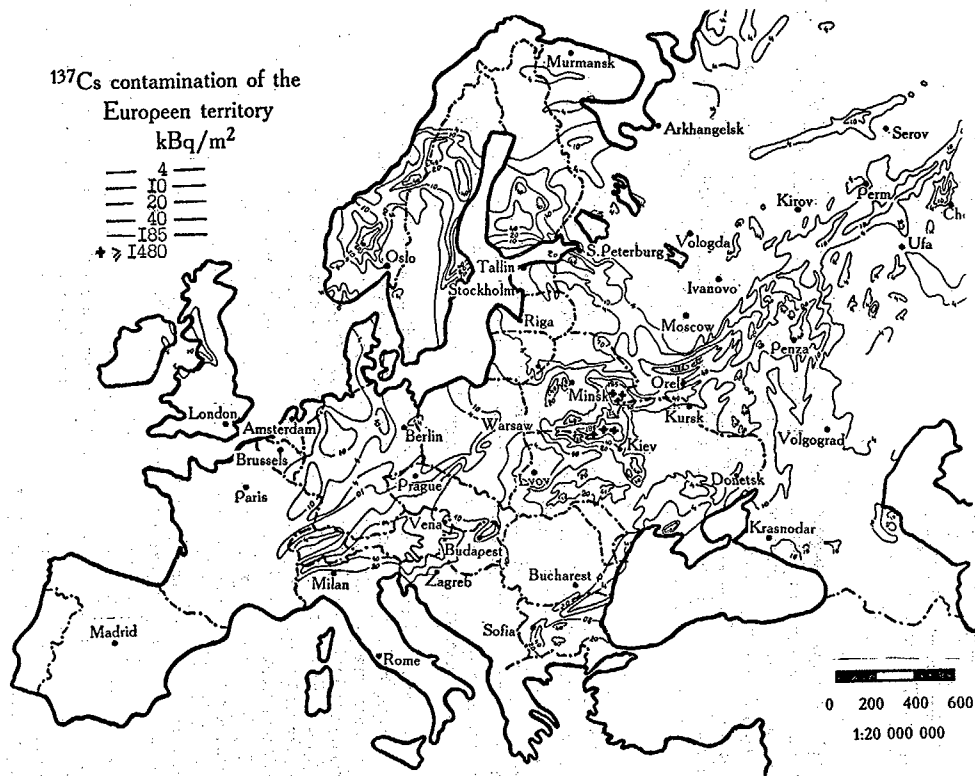 ¹³⁷Cs contamination of the
Europeen territory
kBq/m²
4
10
20
40
185
+ ⩾ 1480
Murmansk
Arkhangelsk
Serov
Perm
Kirov
Ufa
Oslo
Tallin
S.Peterburg
Vologda
Stockholm
Ivanovo
Riga
Moscow
Penza
Minsk
Orel
London
Amsterdam
Berlin
Warsaw
Kursk
Volgograd
Brussels
Kiev
Paris
Prague
Lvov
Donetsk
Vena
Krasnodar
Budapest
Milan
Zagreb
Bucharest
Madrid
Sofia
Rome
0 200 400 600
1:20 000 000